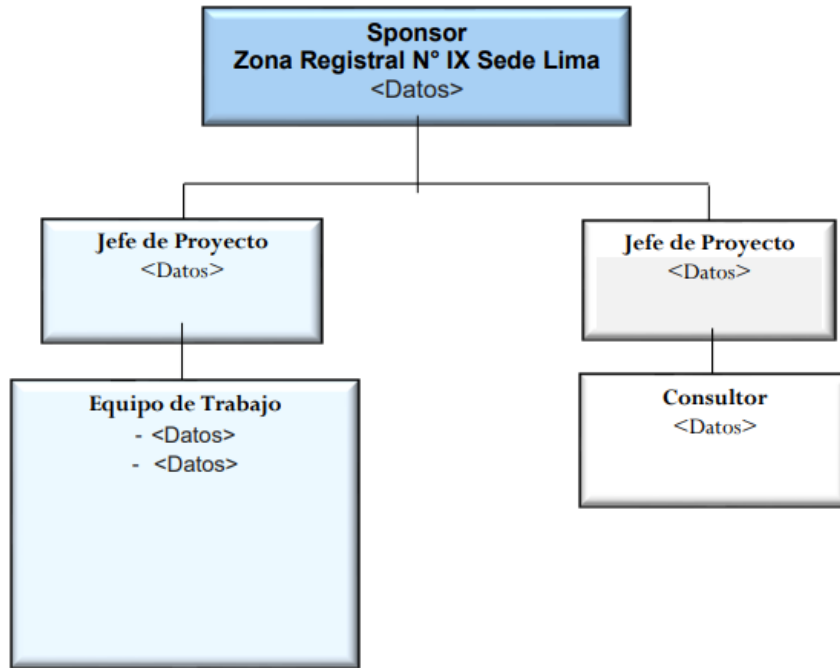 Sponsor
Zona Registral N° IX Sede Lima
<Datos>
Jefe de Proyecto
<Datos>
Equipo de Trabajo
- <Datos>
- <Datos>
Jefe de Proyecto
<Datos>
Consultor
<Datos>